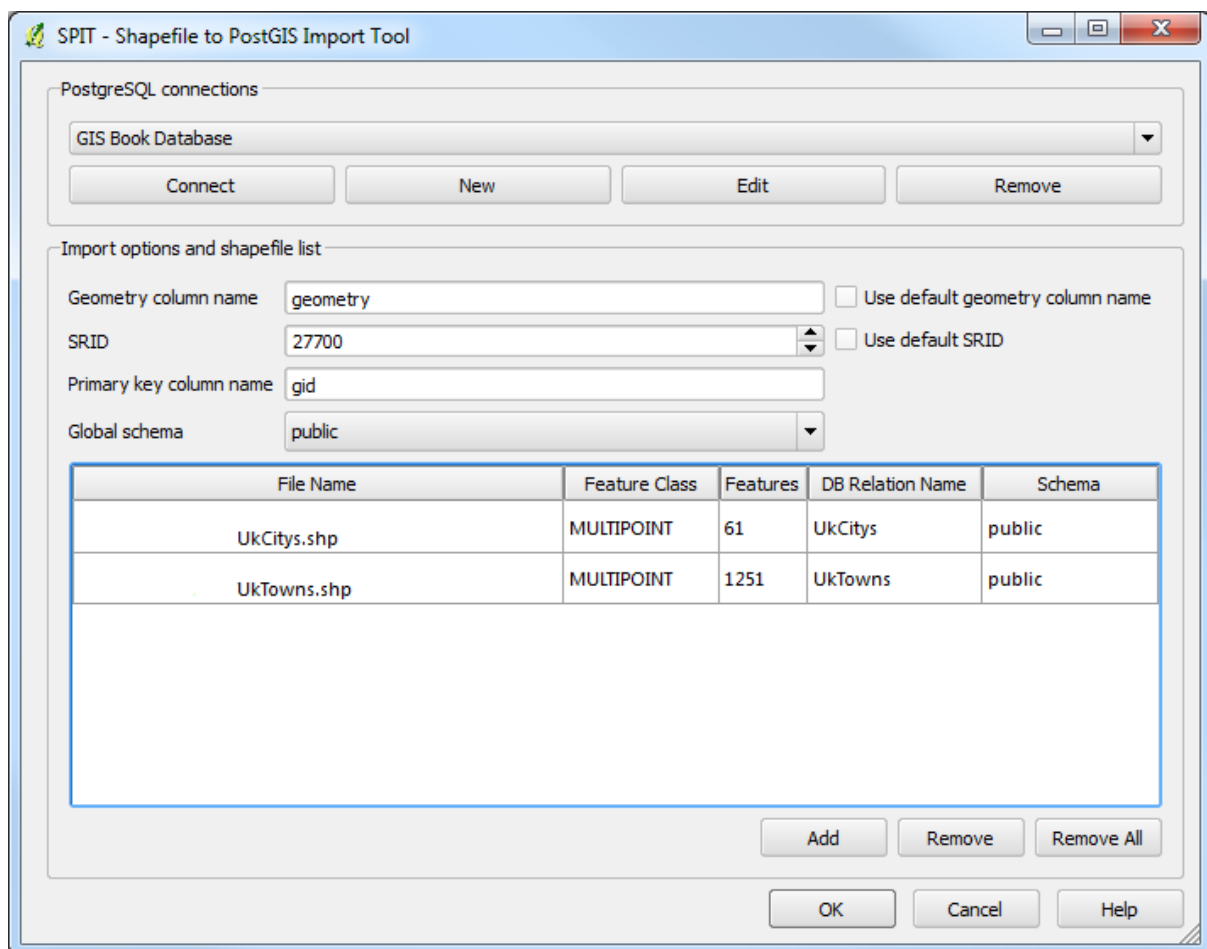 SPIT - Shapefile to PostGIS Import Tool
PostgreSQL connections
GIS Book Database
Connect New Edit Remove
Import options and shapefile list
Geometry column name geometry Use default geometry column name
SRID 27700 Use default SRID
Primary key column name gid
Global schema public
File Name Feature Class Features DB Relation Name Schema
UkCitys.shp MULTIPOINT 61 UkCitys public
UkTowns.shp MULTIPOINT 1251 UkTowns public
Add Remove Remove All
OK Cancel Help